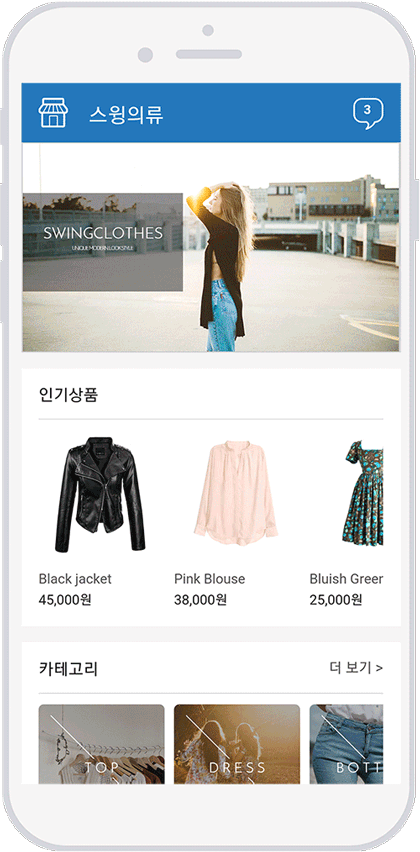 스윙의류
3
SWINGCLOTHES
UNIQUE MODERN LOOK STYLE
인기상품
Black jacket
Pink Blouse
Bluish Greer
45,000원
38,000원
25,000원
카테고리
더 보기 >
TOP
DRESS
BOTT